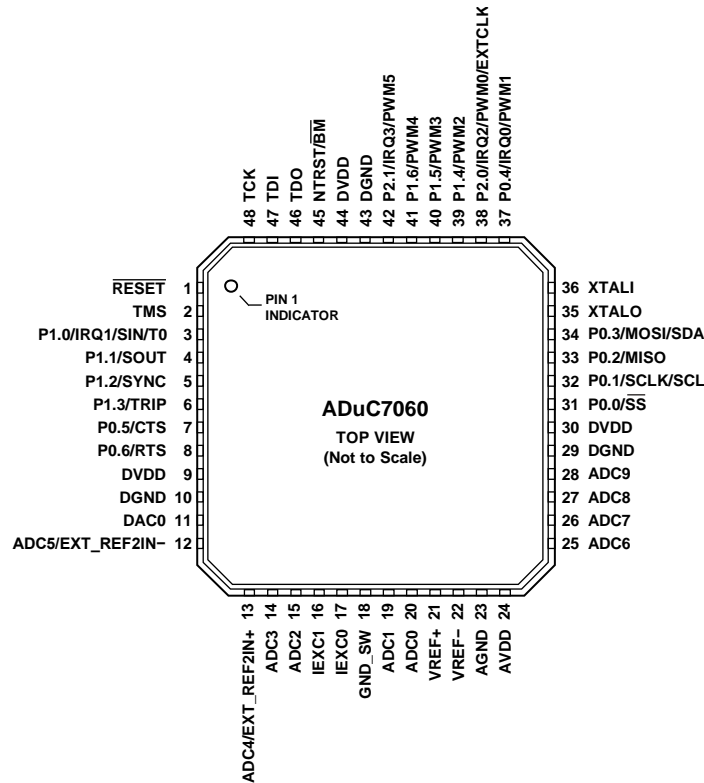 48 TCK
47 TDI
46 TDO
45 NTRST/BM
44 DVDD
43 DGND
42 P2.1/IRQ3/PWM5
41 P1.6/PWM4
40 P1.5/PWM3
39 P1.4/PWM2
38 P2.0/IRQ2/PWM0/EXTCLK
37 P0.4/IRQ0/PWM1
RESET 1
TMS 2
P1.0/IRQ1/SIN/T0 3
P1.1/SOUT 4
P1.2/SYNC 5
P1.3/TRIP 6
P0.5/CTS 7
P0.6/RTS 8
DVDD 9
DGND 10
DAC0 11
ADC5/EXT_REF2IN− 12
PIN 1
INDICATOR
ADuC7060
TOP VIEW
(Not to Scale)
36 XTALI
35 XTALO
34 P0.3/MOSI/SDA
33 P0.2/MISO
32 P0.1/SCLK/SCL
31 P0.0/SS
30 DVDD
29 DGND
28 ADC9
27 ADC8
26 ADC7
25 ADC6
ADC4/EXT_REF2IN+ 13
ADC3 14
ADC2 15
IEXC1 16
IEXC0 17
GND_SW 18
ADC1 19
ADC0 20
VREF+ 21
VREF− 22
AGND 23
AVDD 24